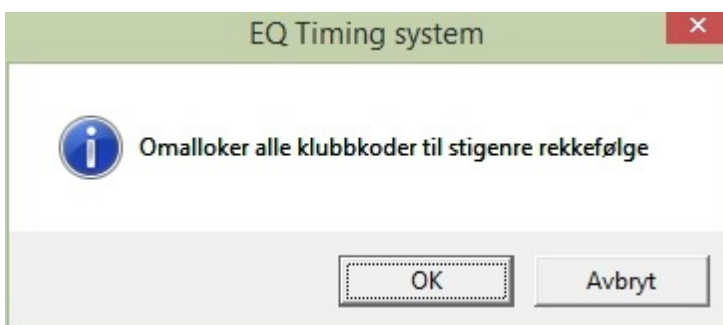 EQ Timing system
Omalloker alle klubbkoder til stigenre rekkefølge
OK
Avbryt